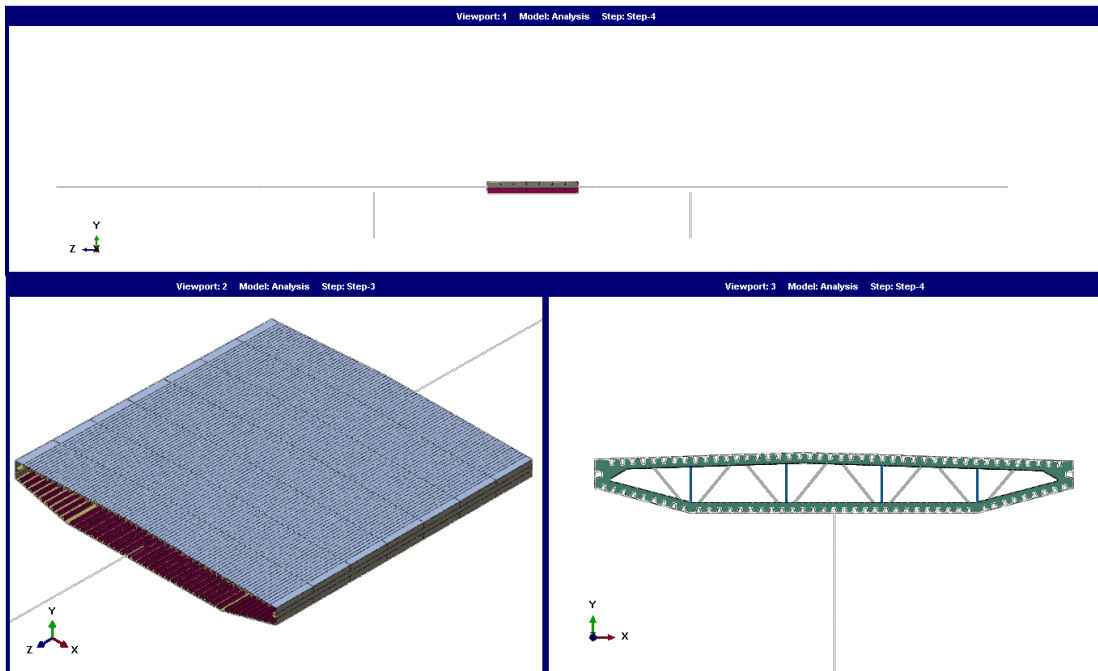 Viewport: 1 Model: Analysis Step: Step-4
Y
Z X
Viewport: 2 Model: Analysis Step: Step-3
Y
Z X
Viewport: 3 Model: Analysis Step: Step-4
Y
X